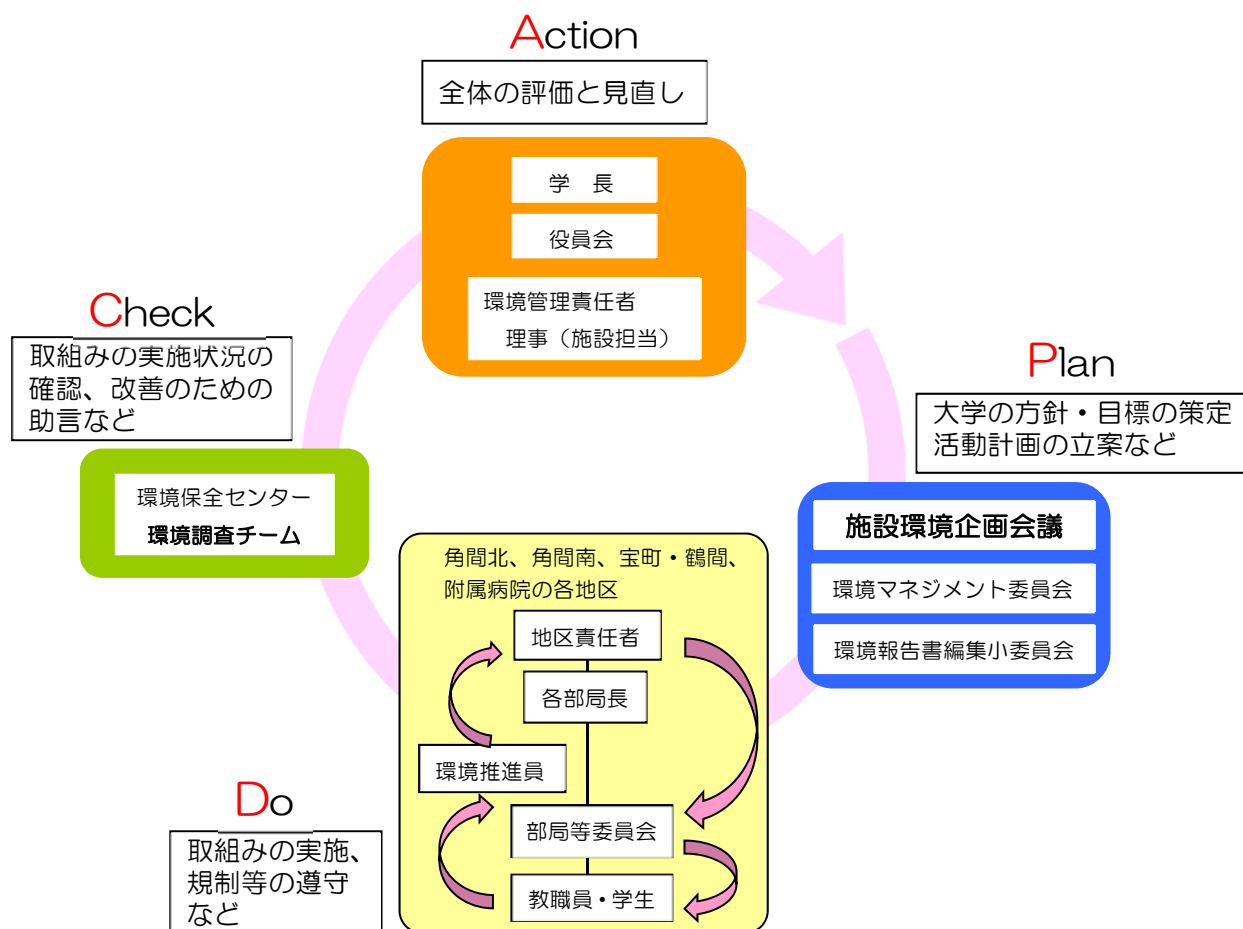 Action
全体の評価と見直し
学　長
役員会
環境管理責任者
理事（施設担当）
Check
取組みの実施状況の
確認、改善のための
助言など
環境保全センター
環境調査チーム
Plan
大学の方針・目標の策定
活動計画の立案など
施設環境企画会議
環境マネジメント委員会
環境報告書編集小委員会
角間北、角間南、宝町・鶴間、
附属病院の各地区
地区責任者
各部局長
環境推進員
部局等委員会
教職員・学生
Do
取組みの実施、
規制等の遵守
など